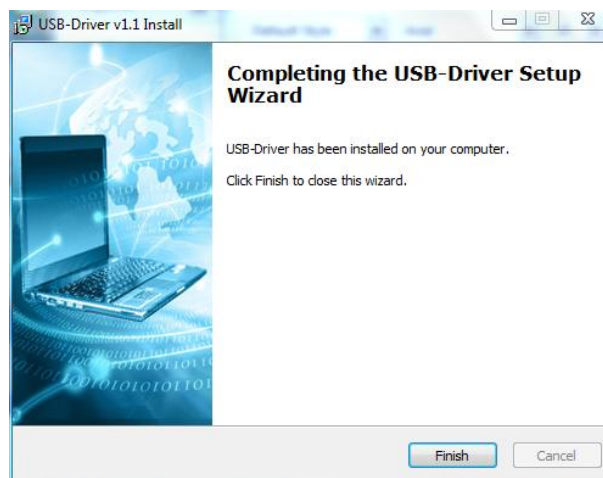 USB-Driver v1.1 Install
Completing the USB-Driver Setup
Wizard
USB-Driver has been installed on your computer.
Click Finish to close this wizard.
Finish
Cancel